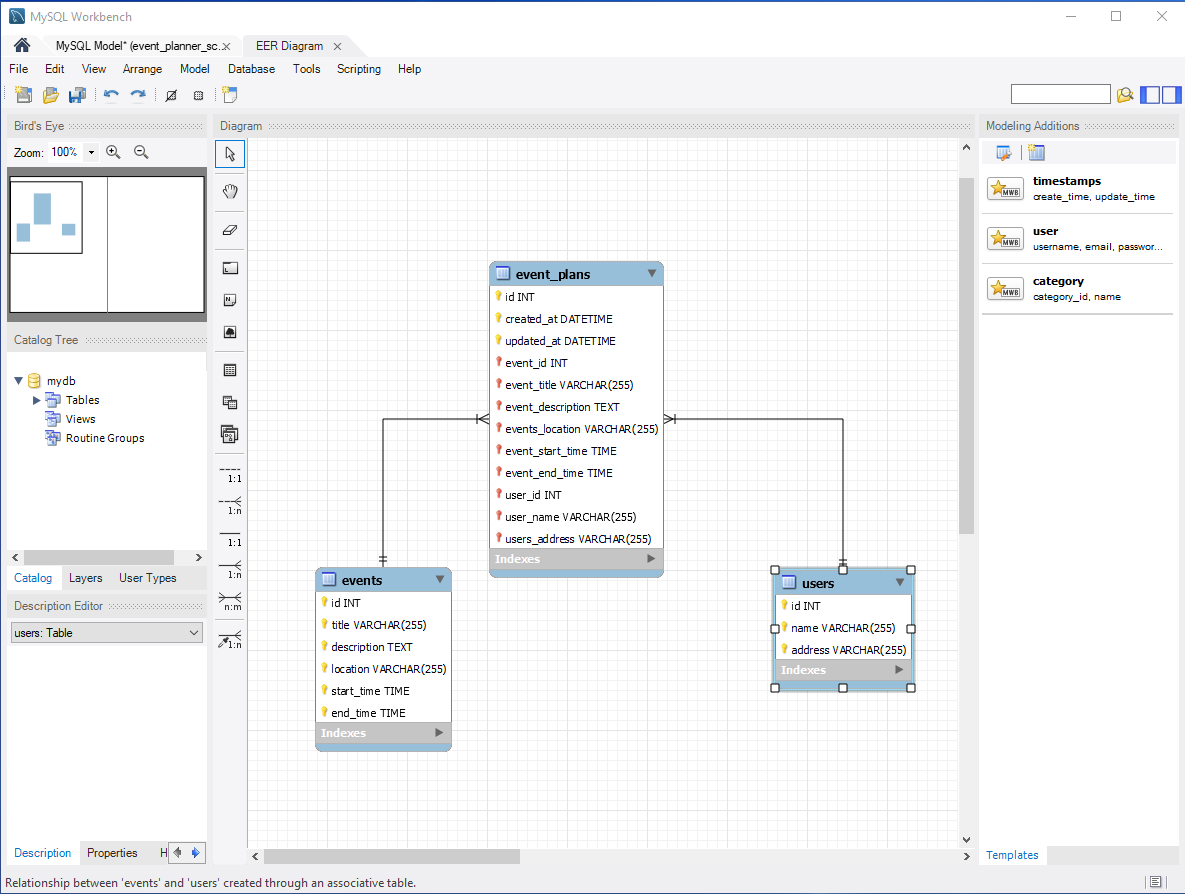 MySQL Workbench
MySQL Model* (event_planner_sc...
EER Diagram
File Edit View Arrange Model Database Tools Scripting Help
Bird's Eye
Zoom: 100%
Catalog Tree
mydb
Tables
Views
Routine Groups
Catalog Layers User Types
Description Editor
users: Table
Description Properties H
Diagram
1:1
1:n
1:1
1:n
n:m
1:n
event_plans
id INT
created_at DATETIME
updated_at DATETIME
event_id INT
event_title VARCHAR(255)
event_description TEXT
events_location VARCHAR(255)
event_start_time TIME
event_end_time TIME
user_id INT
user_name VARCHAR(255)
users_address VARCHAR(255)
Indexes
events
id INT
title VARCHAR(255)
description TEXT
location VARCHAR(255)
start_time TIME
end_time TIME
Indexes
users
id INT
name VARCHAR(255)
address VARCHAR(255)
Indexes
Modeling Additions
MWB
timestamps
create_time, update_time
MWB
user
username, email, passwor...
MWB
category
category_id, name
Templates
Relationship between 'events' and 'users' created through an associative table.